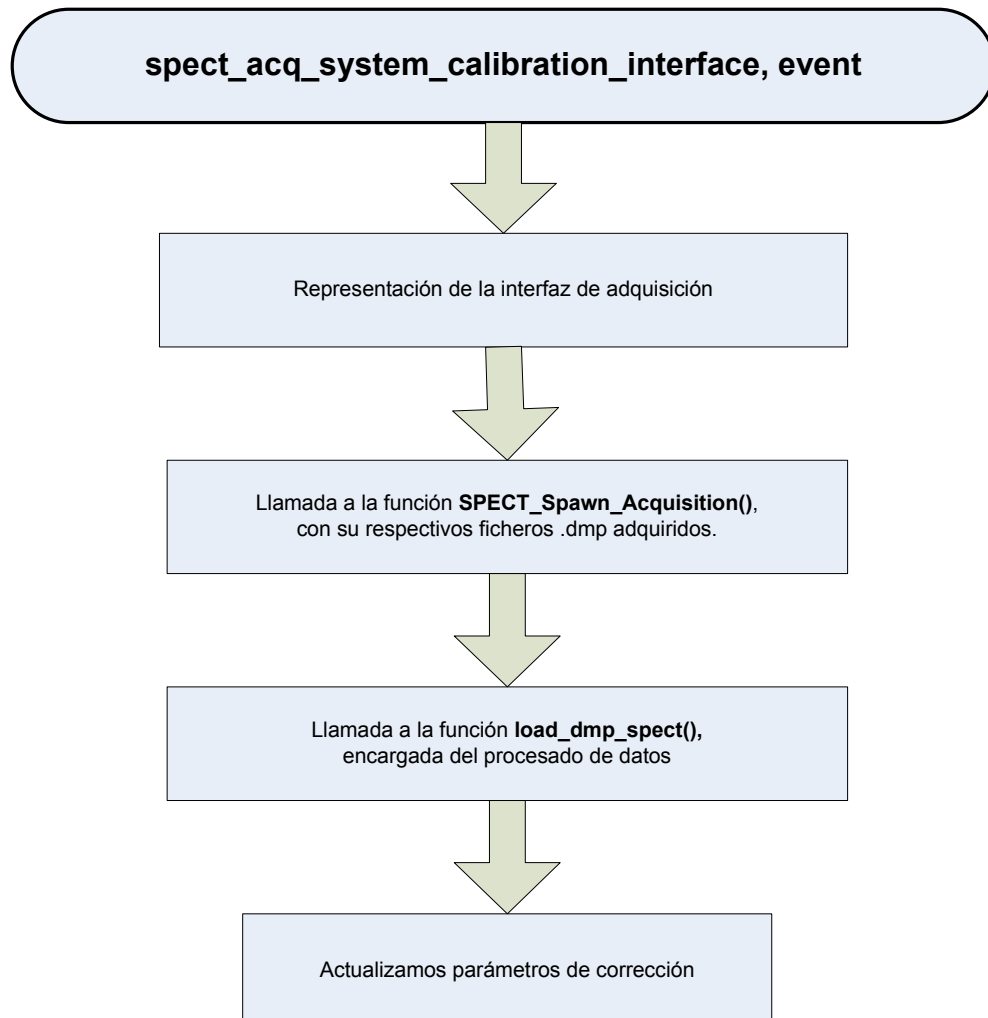 spect_acq_system_calibration_interface, event
Representación de la interfaz de adquisición
Llamada a la función SPECT_Spawn_Acquisition(),
con su respectivos ficheros .dmp adquiridos.
Llamada a la función load_dmp_spect(),
encargada del procesado de datos
Actualizamos parámetros de corrección